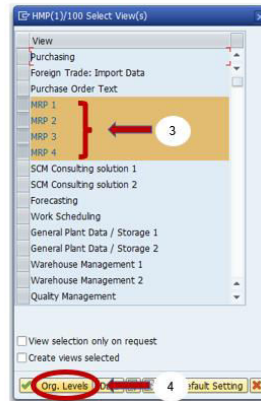 HMP(1)/100 Select View(s)
View
Purchasing
Foreign Trade: Import Data
Purchase Order Text
MRP 1
MRP 2
MRP 3
MRP 4
3
SCM Consulting solution 1
SCM Consulting solution 2
Forecasting
Work Scheduling
General Plant Data / Storage 1
General Plant Data / Storage 2
Warehouse Management 1
Warehouse Management 2
Quality Management
View selection only on request
Create views selected
Org. Levels 4 efault Setting